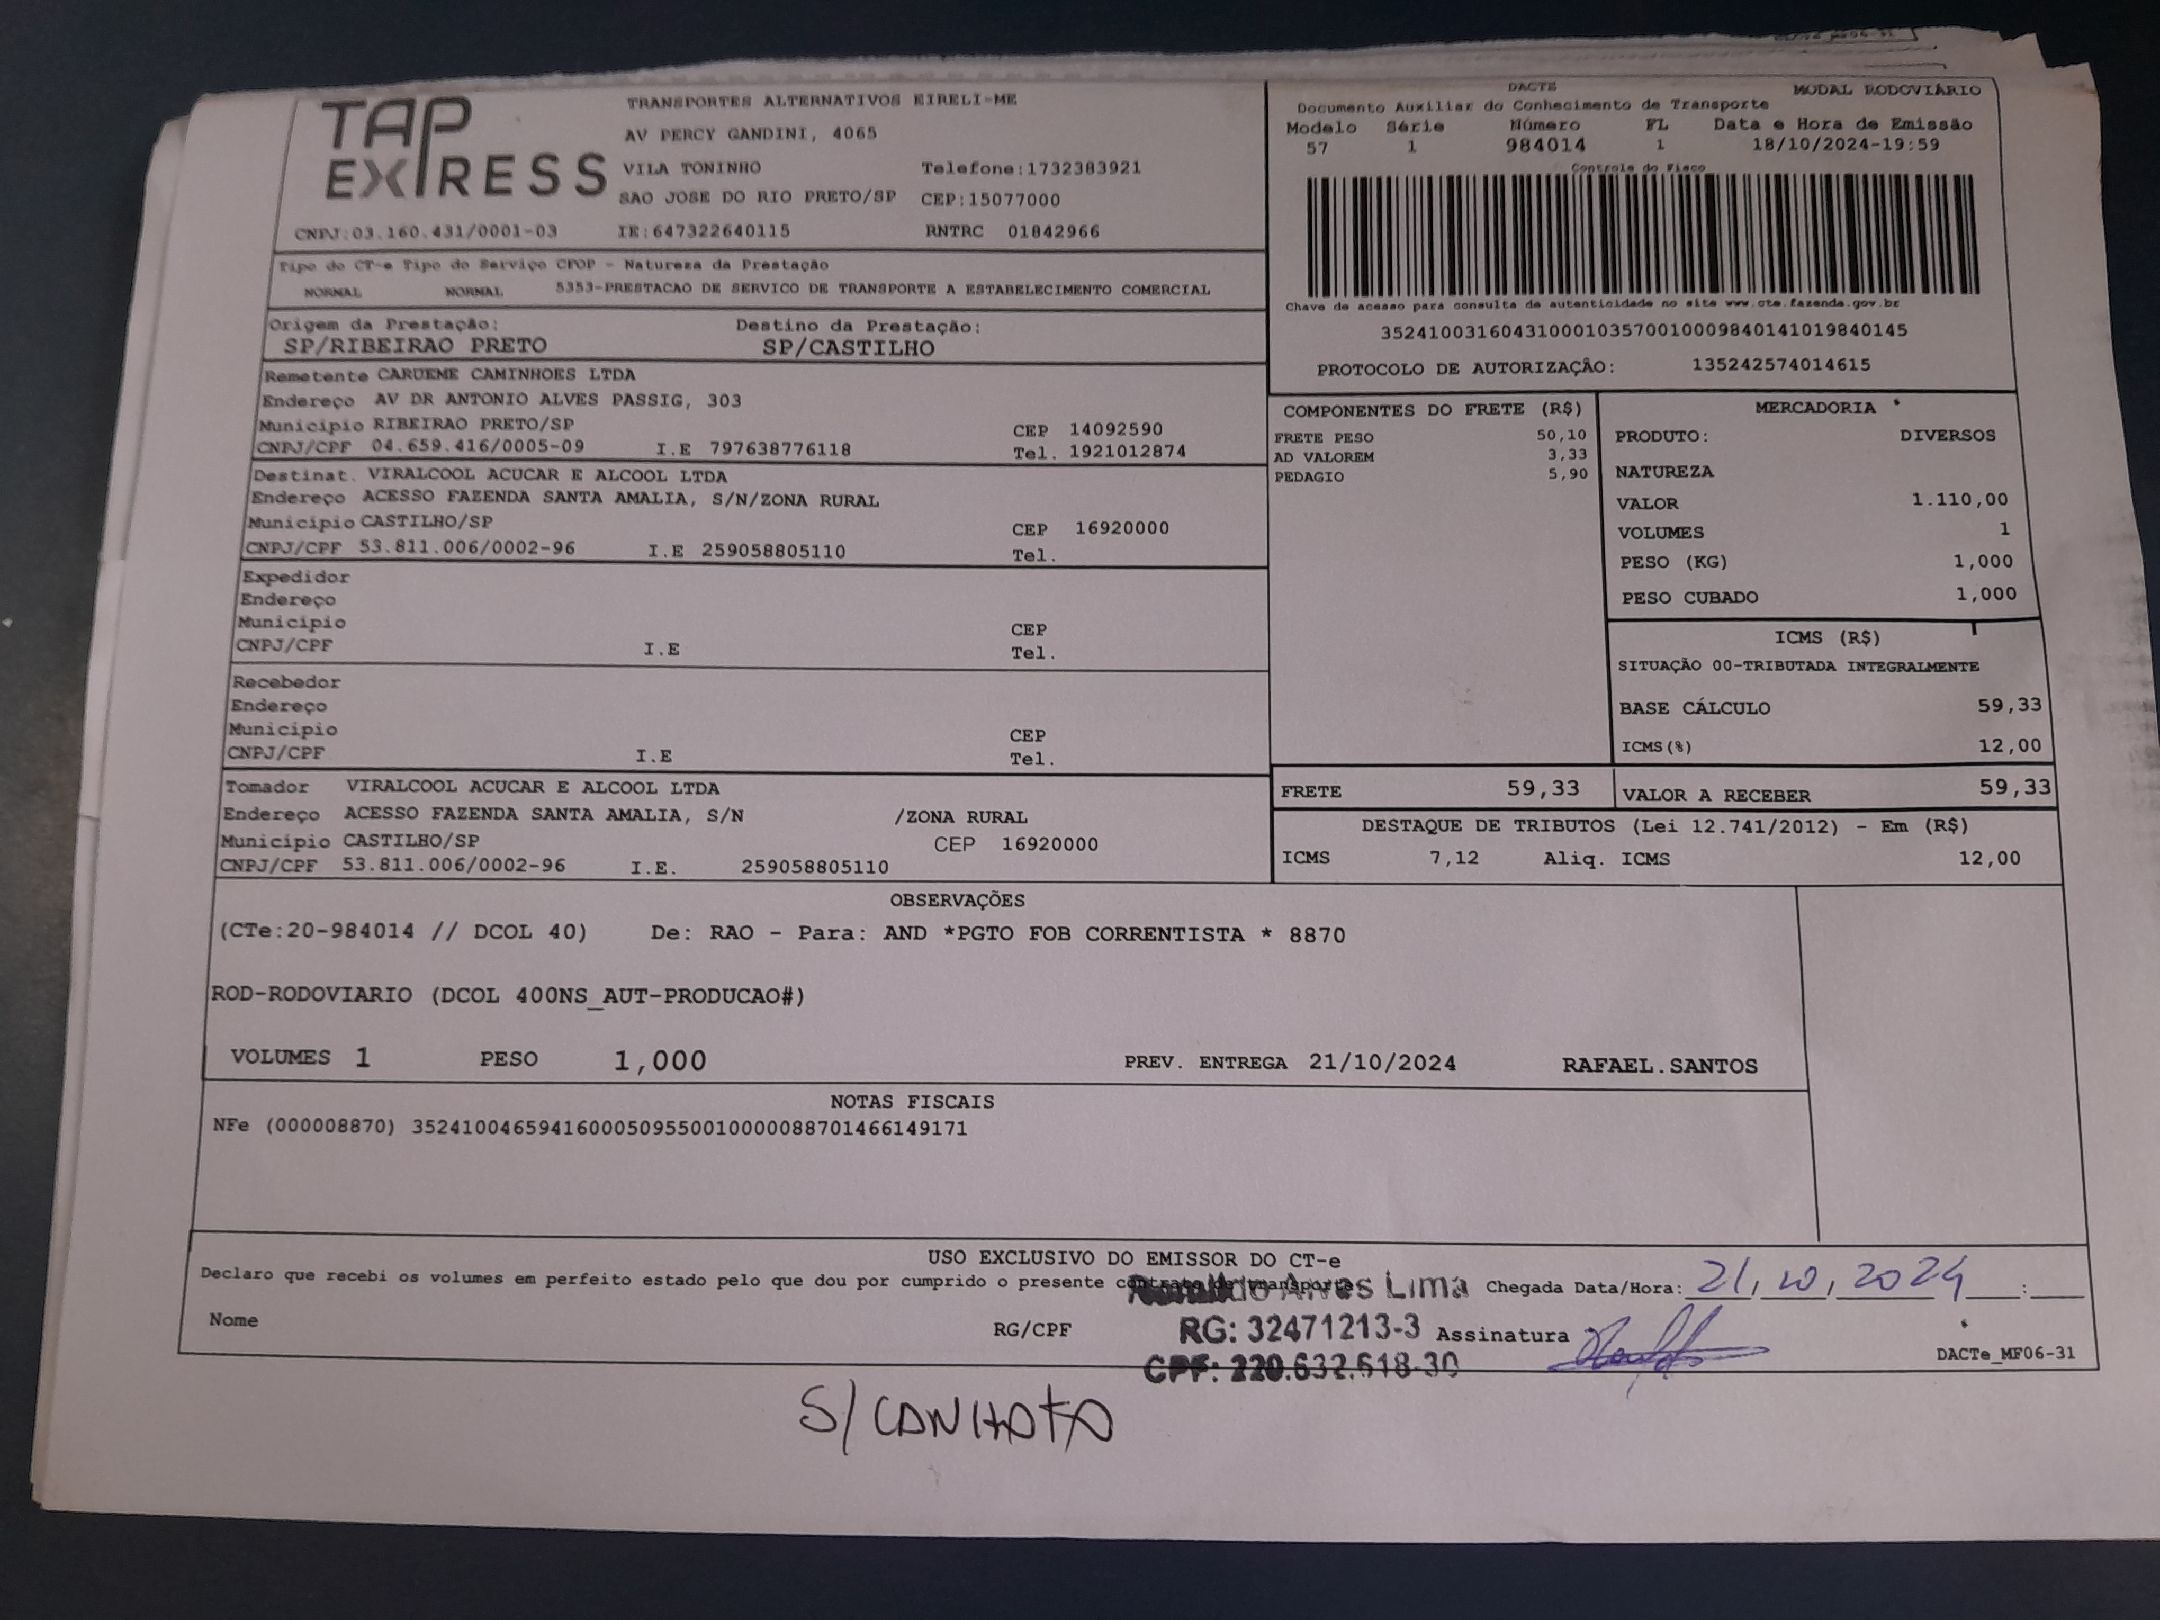 TAP EXPRESS
TRANSPORTES ALTERNATIVOS EIRELI-ME
AV PERCY GANDINI, 4065
VILA TONINHO Telefone:1732383921
SAO JOSE DO RIO PRETO/SP CEP:15077000
CNPJ:03.160.431/0001-03 IE:647322640115 RNTRC 01842966
DACTE MODAL RODOVIÁRIO
Documento Auxiliar do Conhecimento de Transporte
Modelo Série Número FL Data e Hora de Emissão
57 1 984014 1 18/10/2024-19:59
Controle do Fisco
Chave de acesso para consulta de autenticidade no site www.cte.fazenda.gov.br
35241003160431000103570010009840141019840145
PROTOCOLO DE AUTORIZAÇÃO: 135242574014615
Tipo do CT-e Tipo do Serviço CFOP - Natureza da Prestação
NORMAL NORMAL 5353-PRESTACAO DE SERVICO DE TRANSPORTE A ESTABELECIMENTO COMERCIAL
Origem da Prestação: Destino da Prestação:
SP/RIBEIRAO PRETO SP/CASTILHO
Remetente CARUEME CAMINHOES LTDA
Endereço AV DR ANTONIO ALVES PASSIG, 303
Município RIBEIRAO PRETO/SP CEP 14092590
CNPJ/CPF 04.659.416/0005-09 I.E 797638776118 Tel. 1921012874
Destinat. VIRALCOOL ACUCAR E ALCOOL LTDA
Endereço ACESSO FAZENDA SANTA AMALIA, S/N/ZONA RURAL
Município CASTILHO/SP CEP 16920000
CNPJ/CPF 53.811.006/0002-96 I.E 259058805110 Tel.
Expedidor
Endereço
Município CEP
CNPJ/CPF I.E Tel.
Recebedor
Endereço
Município CEP
CNPJ/CPF I.E Tel.
Tomador VIRALCOOL ACUCAR E ALCOOL LTDA
Endereço ACESSO FAZENDA SANTA AMALIA, S/N /ZONA RURAL
Município CASTILHO/SP CEP 16920000
CNPJ/CPF 53.811.006/0002-96 I.E. 259058805110
COMPONENTES DO FRETE (R$)
FRETE PESO 50,10
AD VALOREM 3,33
PEDAGIO 5,90
MERCADORIA
PRODUTO: DIVERSOS
NATUREZA
VALOR 1.110,00
VOLUMES 1
PESO (KG) 1,000
PESO CUBADO 1,000
ICMS (R$)
SITUAÇÃO 00-TRIBUTADA INTEGRALMENTE
BASE CÁLCULO 59,33
ICMS(%) 12,00
FRETE 59,33 VALOR A RECEBER 59,33
DESTAQUE DE TRIBUTOS (Lei 12.741/2012) - Em (R$)
ICMS 7,12 Aliq. ICMS 12,00
OBSERVAÇÕES
(CTe:20-984014 // DCOL 40) De: RAO - Para: AND *PGTO FOB CORRENTISTA * 8870
ROD-RODOVIARIO (DCOL 400NS_AUT-PRODUCAO#)
VOLUMES 1 PESO 1,000 PREV. ENTREGA 21/10/2024 RAFAEL.SANTOS
NOTAS FISCAIS
NFe (000008870) 35241004659416000509550010000088701466149171
USO EXCLUSIVO DO EMISSOR DO CT-e
Declaro que recebi os volumes em perfeito estado pelo que dou por cumprido o presente contrato de transporte
Alves Lima Chegada Data/Hora: 21,10,2024 :
Nome RG/CPF RG: 32471213-3 Assinatura
CPF: 220.632.618-30 DACTe_MF06-31
S/CANHOTO